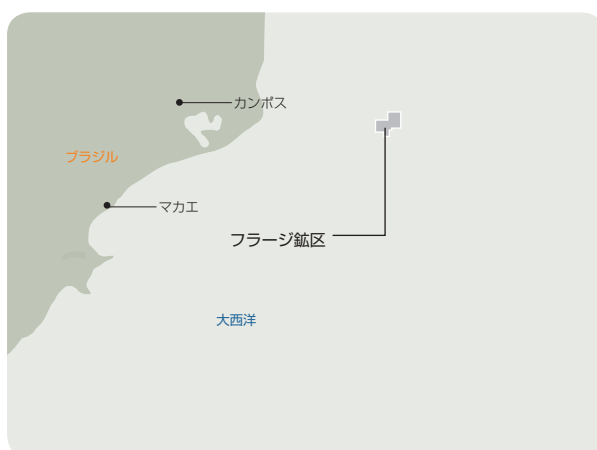 カンポス
ブラジル
マカエ
フラージ鉱区
大西洋